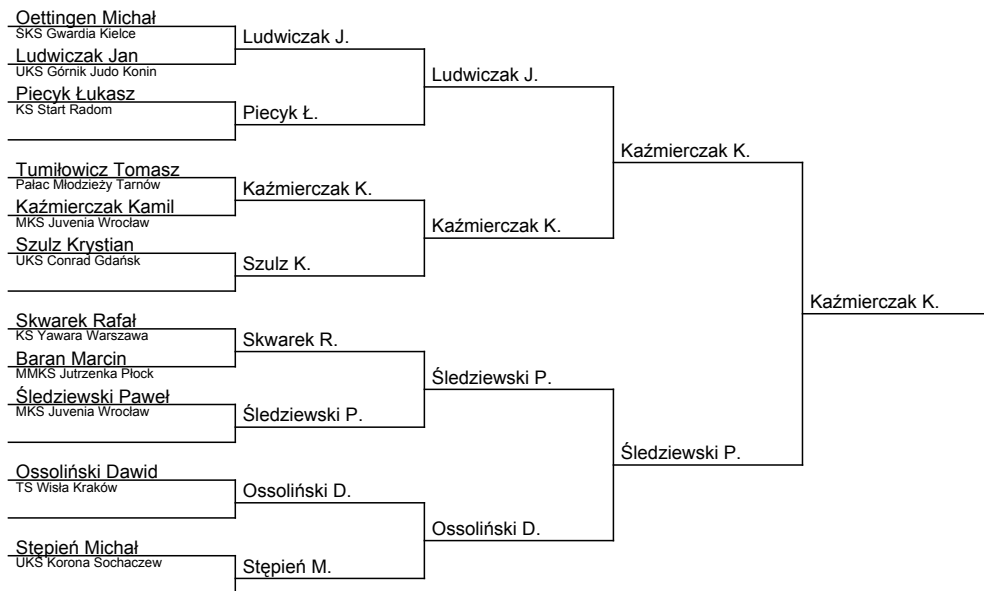 Oettingen Michał
SKS Gwardia Kielce
Ludwiczak J.
Ludwiczak Jan
UKS Górnik Judo Konin
Ludwiczak J.
Piecyk Łukasz
KS Start Radom
Piecyk Ł.
Kaźmierczak K.
Tumiłowicz Tomasz
Pałac Młodzieży Tarnów
Kaźmierczak K.
Kaźmierczak Kamil
MKS Juvenia Wrocław
Kaźmierczak K.
Szulz Krystian
UKS Conrad Gdańsk
Szulz K.
Kaźmierczak K.
Skwarek Rafał
KS Yawara Warszawa
Skwarek R.
Baran Marcin
MMKS Jutrzenka Płock
Śledziewski P.
Śledziewski Paweł
MKS Juvenia Wrocław
Śledziewski P.
Śledziewski P.
Ossoliński Dawid
TS Wisła Kraków
Ossoliński D.
Ossoliński D.
Stępień Michał
UKS Korona Sochaczew
Stępień M.